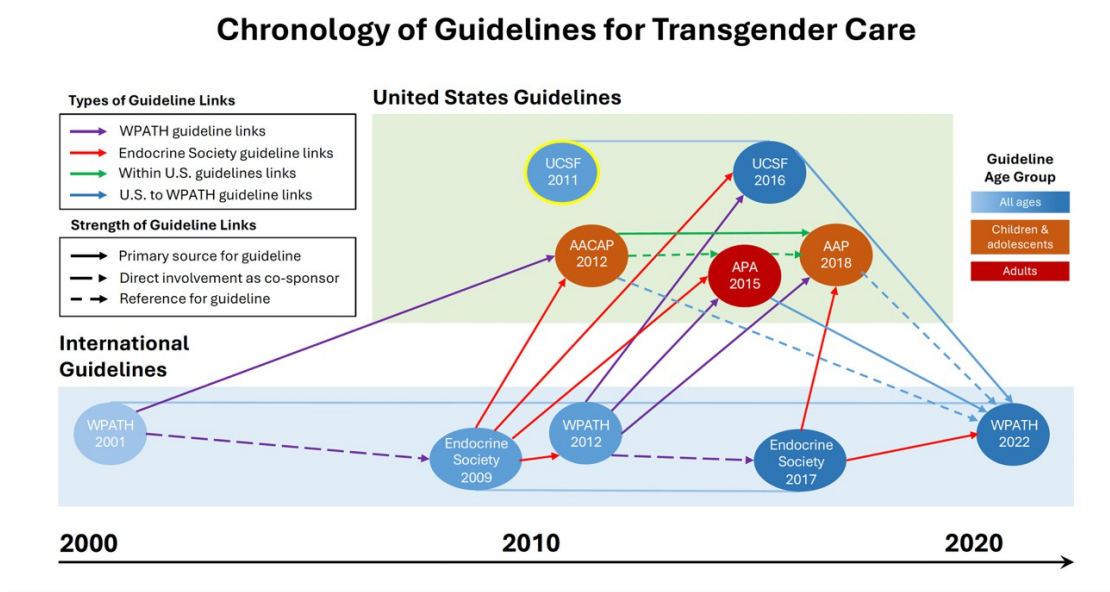 Chronology of Guidelines for Transgender Care
Types of Guideline Links
WPATH guideline links
Endocrine Society guideline links
Within U.S. guidelines links
U.S. to WPATH guideline links
Strength of Guideline Links
Primary source for guideline
Direct involvement as co-sponsor
Reference for guideline
United States Guidelines
UCSF
2011
UCSF
2016
AACAP
2012
APA
2015
AAP
2018
Guideline
Age Group
All ages
Children &
adolescents
Adults
International
Guidelines
WPATH
2001
Endocrine
Society
2009
WPATH
2012
Endocrine
Society
2017
WPATH
2022
2000
2010
2020